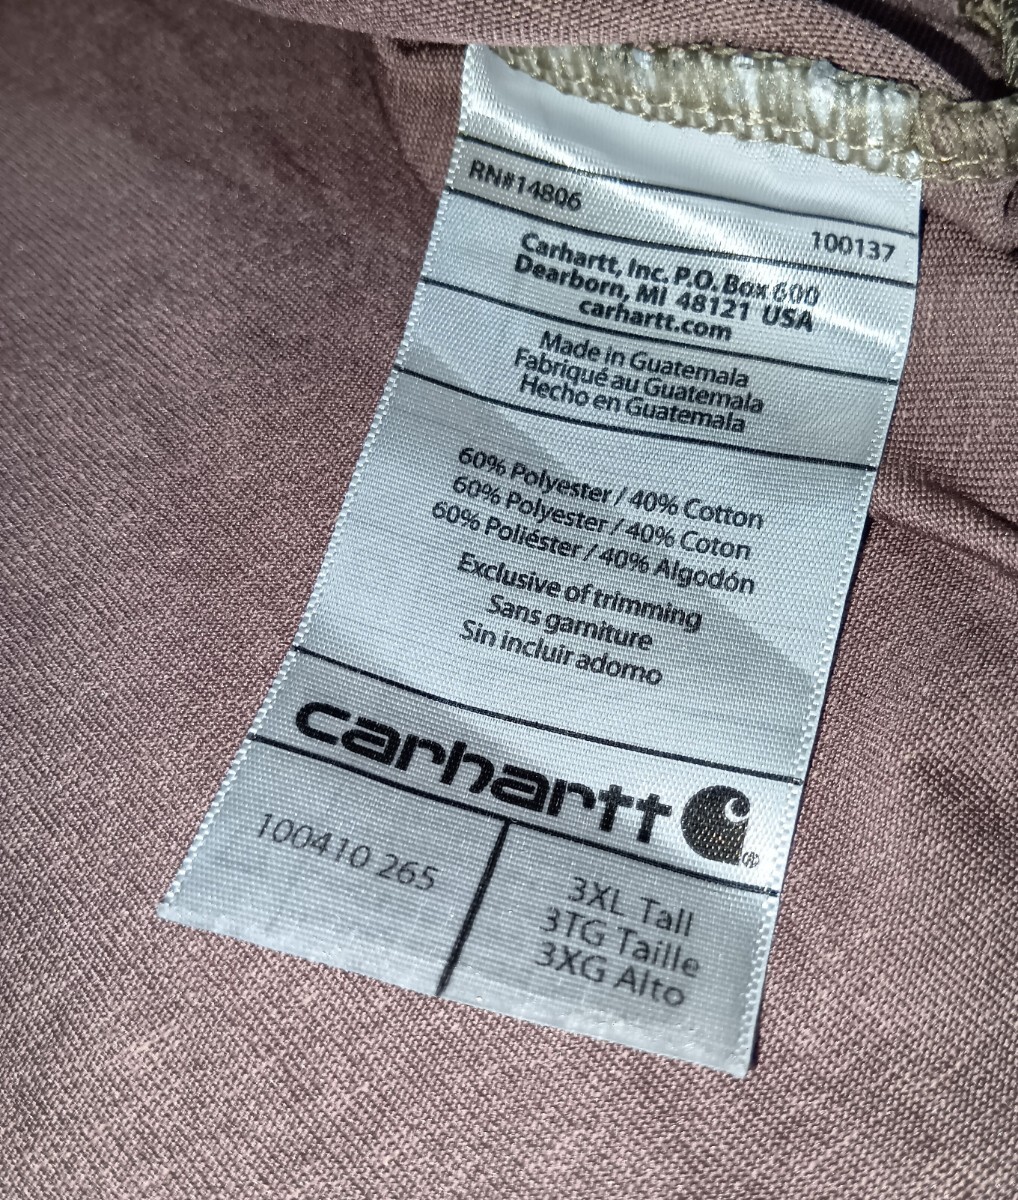 RN#14806
100137
Carhartt, Inc. P.O. Box 600
Dearborn, MI 48121 USA
carhartt.com
Made in Guatemala
Fabriqué au Guatemala
Hecho en Guatemala
60% Polyester / 40% Cotton
60% Polyester / 40% Coton
60% Poliéster / 40% Algodón
Exclusive of trimming
Sans garniture
Sin incluir adorno
carhartt ®
100410 265
3XL Tall
3TG Taille
3XG Alto